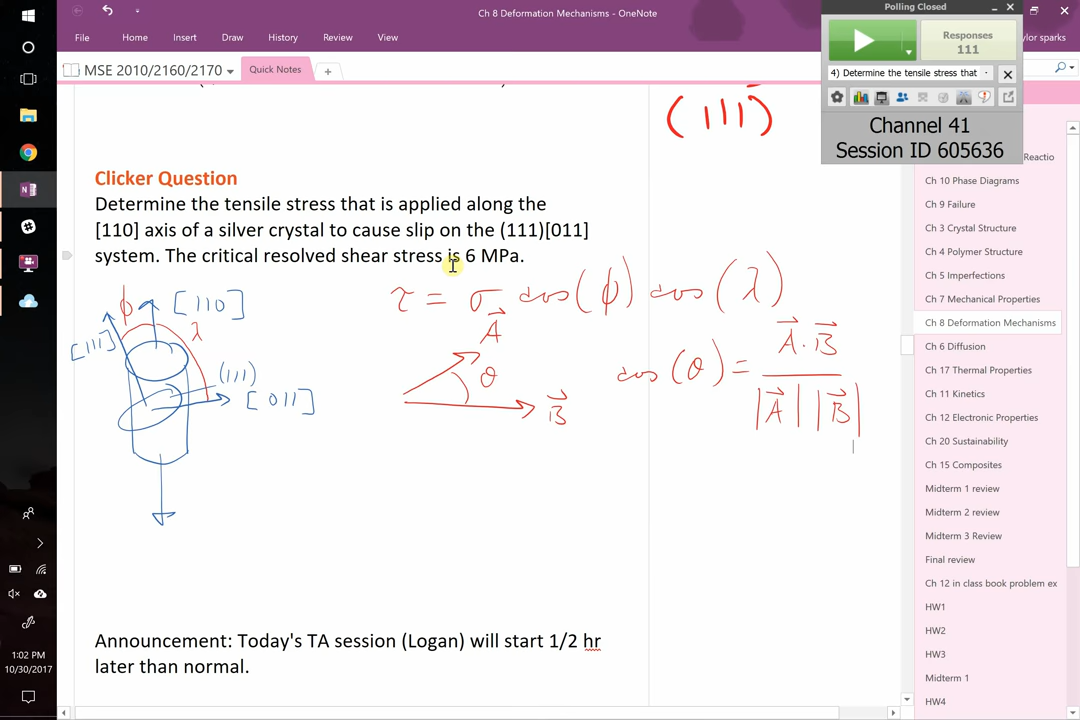 Ch 8 Deformation Mechanisms - OneNote
Polling Closed
File Home Insert Draw History Review View
Responses
111
4) Determine the tensile stress that
Channel 41
Session ID 605636
MSE 2010/2160/2170
Quick Notes
(111)
Clicker Question
Determine the tensile stress that is applied along the
[110] axis of a silver crystal to cause slip on the (111)[011]
system. The critical resolved shear stress is 6 MPa.
τ = σ cos(ϕ) cos(λ)
ϕ
[110]
λ
[111]
(111)
[011]
A
θ
B
cos(θ) = A · B
|A| |B|
Announcement: Today's TA session (Logan) will start 1/2 hr
later than normal.
Ch 10 Phase Diagrams
Ch 9 Failure
Ch 3 Crystal Structure
Ch 4 Polymer Structure
Ch 5 Imperfections
Ch 7 Mechanical Properties
Ch 8 Deformation Mechanisms
Ch 6 Diffusion
Ch 17 Thermal Properties
Ch 11 Kinetics
Ch 12 Electronic Properties
Ch 20 Sustainability
Ch 15 Composites
Midterm 1 review
Midterm 2 review
Midterm 3 Review
Final review
Ch 12 in class book problem ex
HW1
HW2
HW3
Midterm 1
HW4
1:02 PM
10/30/2017